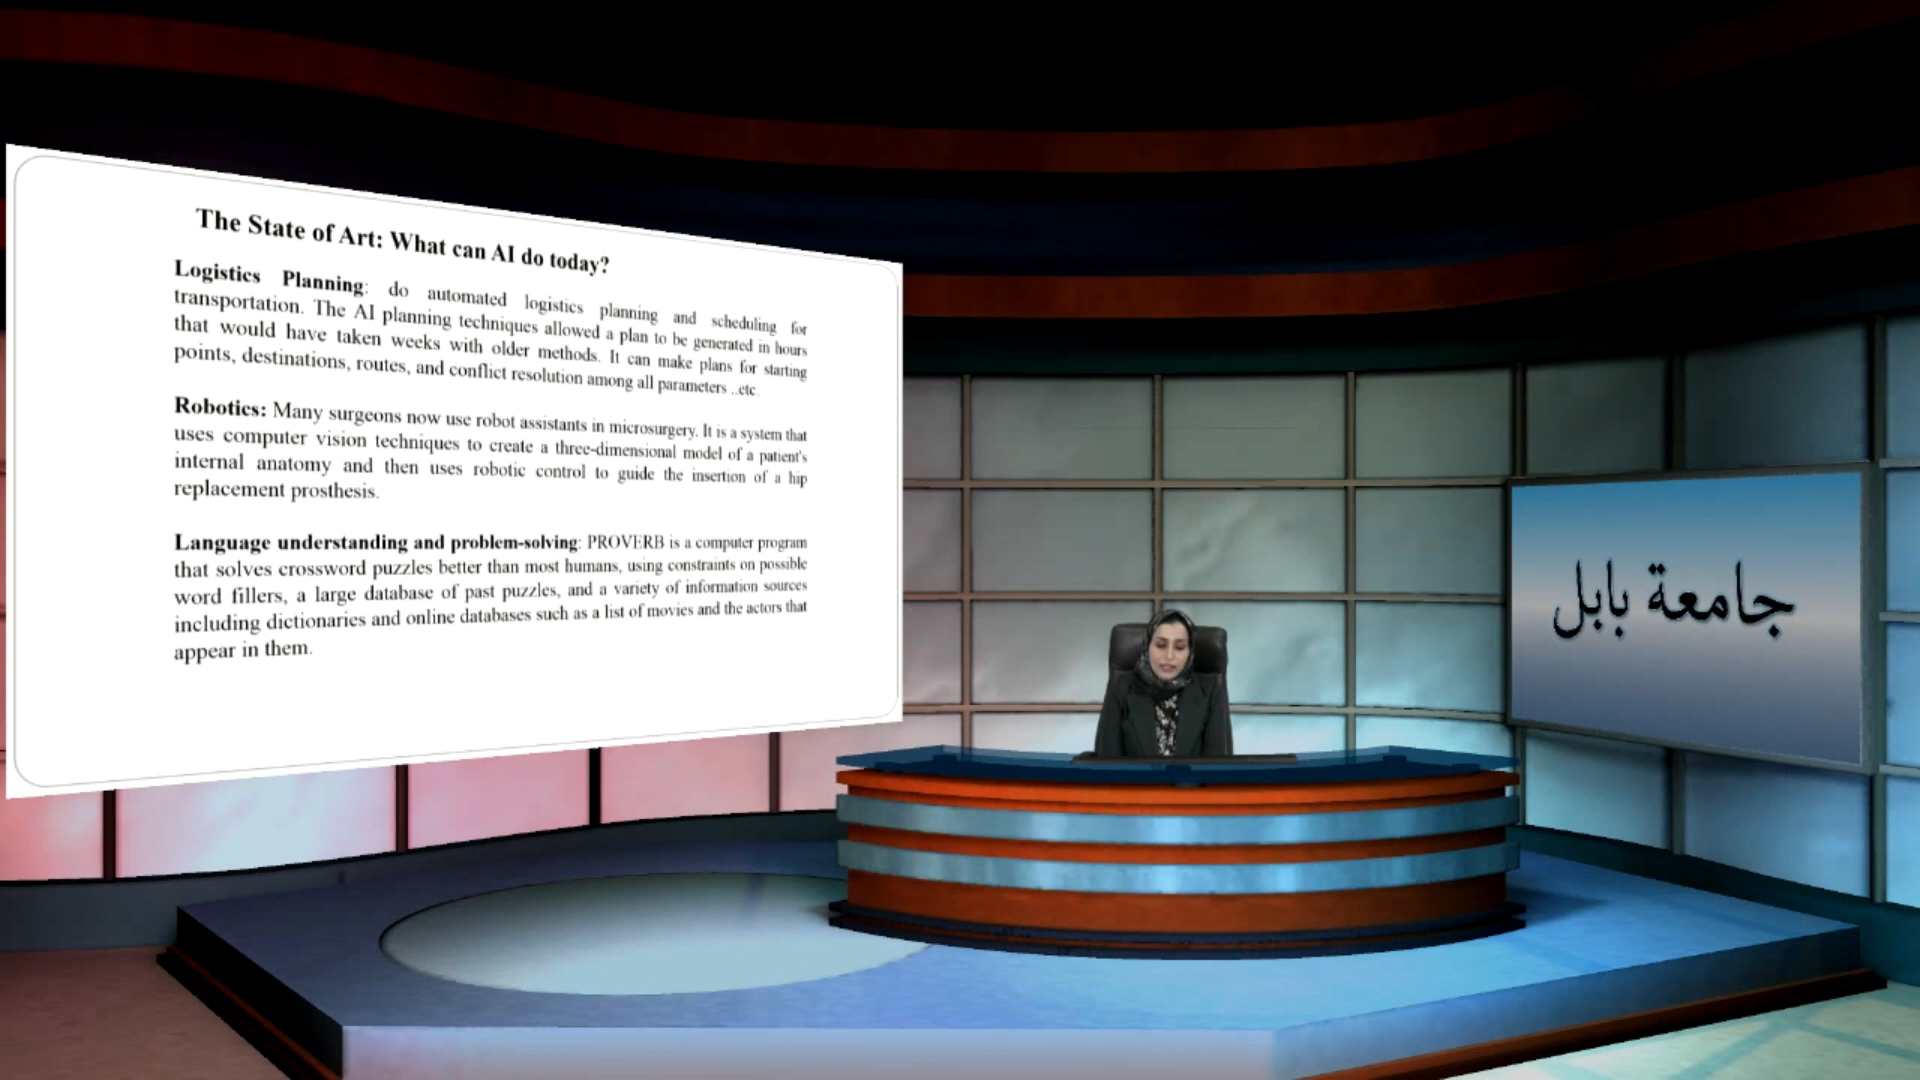 The State of Art: What can AI do today?
Logistics Planning: do automated logistics planning and scheduling for
transportation. The AI planning techniques allowed a plan to be generated in hours
that would have taken weeks with older methods. It can make plans for starting
points, destinations, routes, and conflict resolution among all parameters ..etc.
Robotics: Many surgeons now use robot assistants in microsurgery. It is a system that
uses computer vision techniques to create a three-dimensional model of a patient's
internal anatomy and then uses robotic control to guide the insertion of a hip
replacement prosthesis.
Language understanding and problem-solving: PROVERB is a computer program
that solves crossword puzzles better than most humans, using constraints on possible
word fillers, a large database of past puzzles, and a variety of information sources
including dictionaries and online databases such as a list of movies and the actors that
appear in them.
جامعة بابل